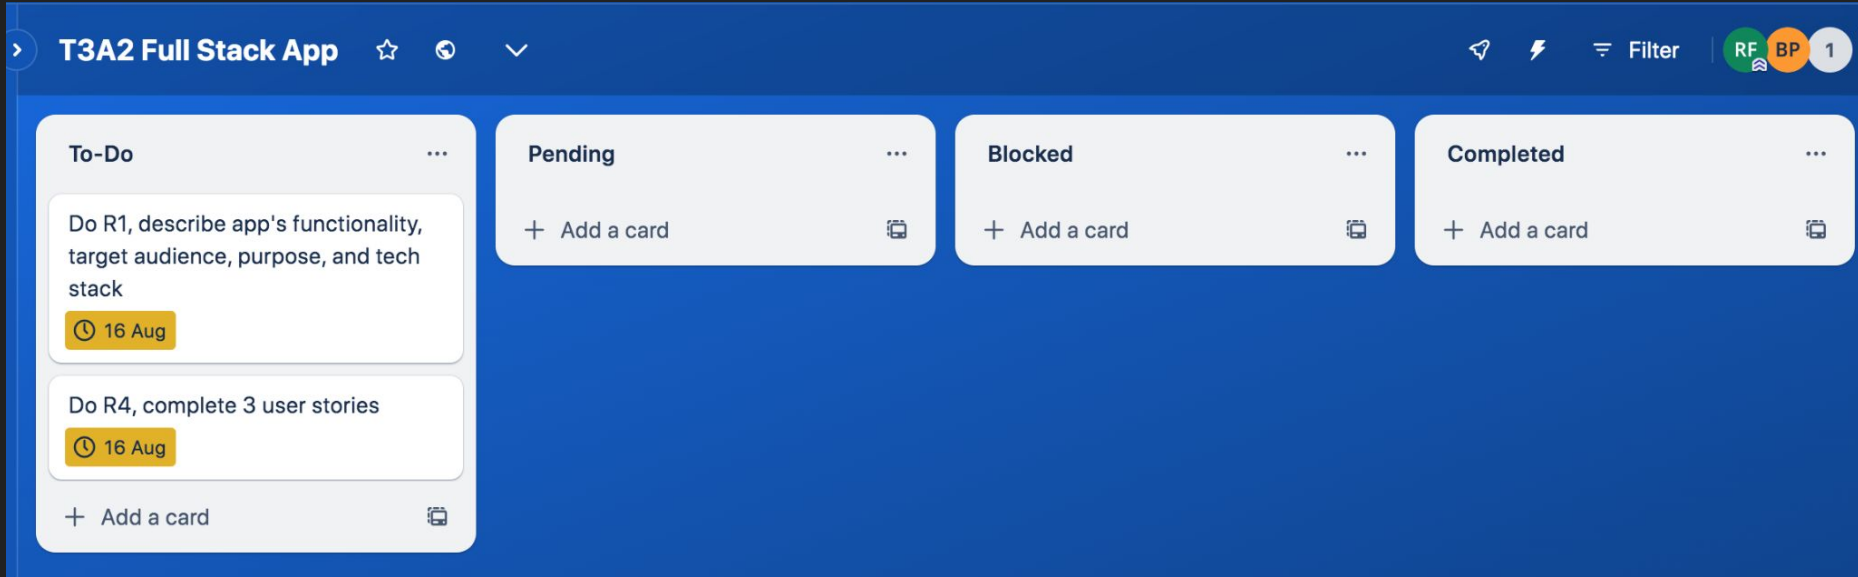 T3A2 Full Stack App
Filter
RF
BP
1
To-Do
Do R1, describe app's functionality,
target audience, purpose, and tech
stack
16 Aug
Do R4, complete 3 user stories
16 Aug
+ Add a card
Pending
+ Add a card
Blocked
+ Add a card
Completed
+ Add a card